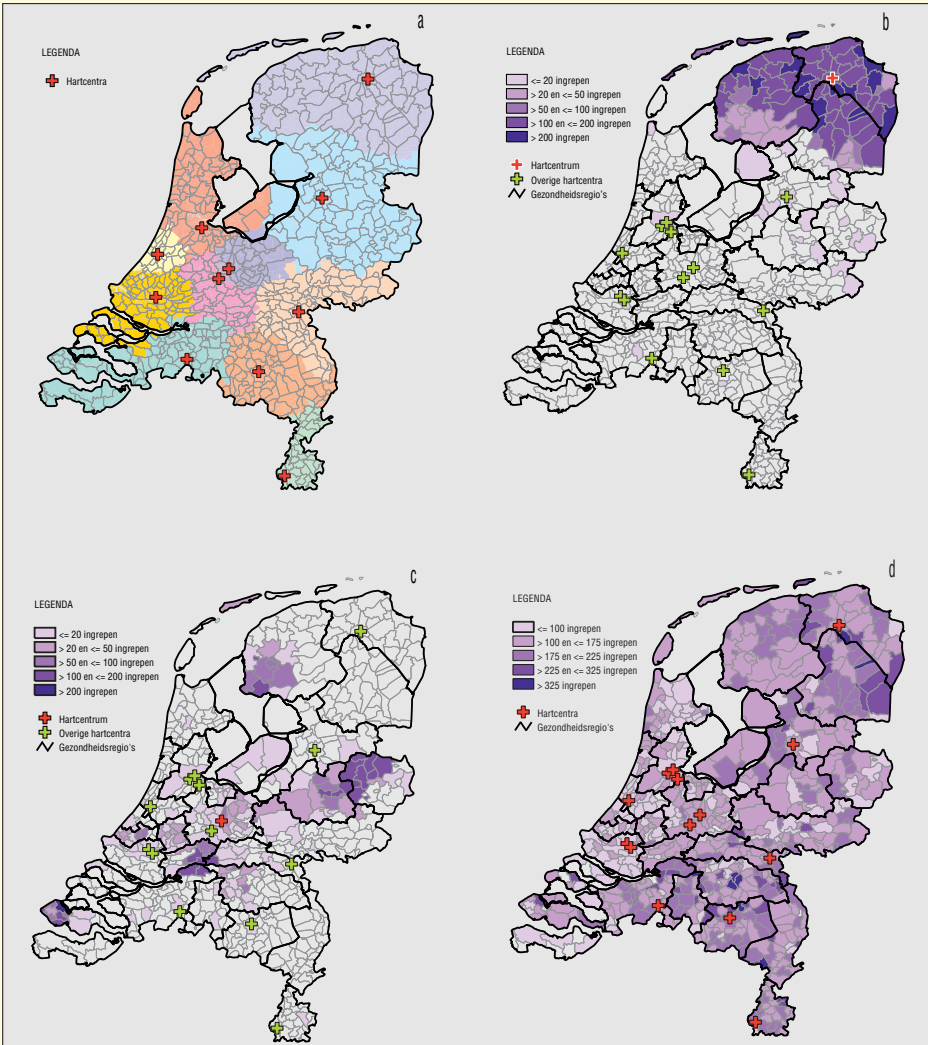 a
LEGENDA
Hartcentra
b
LEGENDA
<= 20 ingrepen
> 20 en <= 50 ingrepen
> 50 en <= 100 ingrepen
> 100 en <= 200 ingrepen
> 200 ingrepen
Hartcentrum
Overige hartcentra
Gezondheidsregio's
c
LEGENDA
<= 20 ingrepen
> 20 en <= 50 ingrepen
> 50 en <= 100 ingrepen
> 100 en <= 200 ingrepen
> 200 ingrepen
Hartcentrum
Overige hartcentra
Gezondheidsregio's
d
LEGENDA
<= 100 ingrepen
> 100 en <= 175 ingrepen
> 175 en <= 225 ingrepen
> 225 en <= 325 ingrepen
> 325 ingrepen
Hartcentra
Gezondheidsregio's